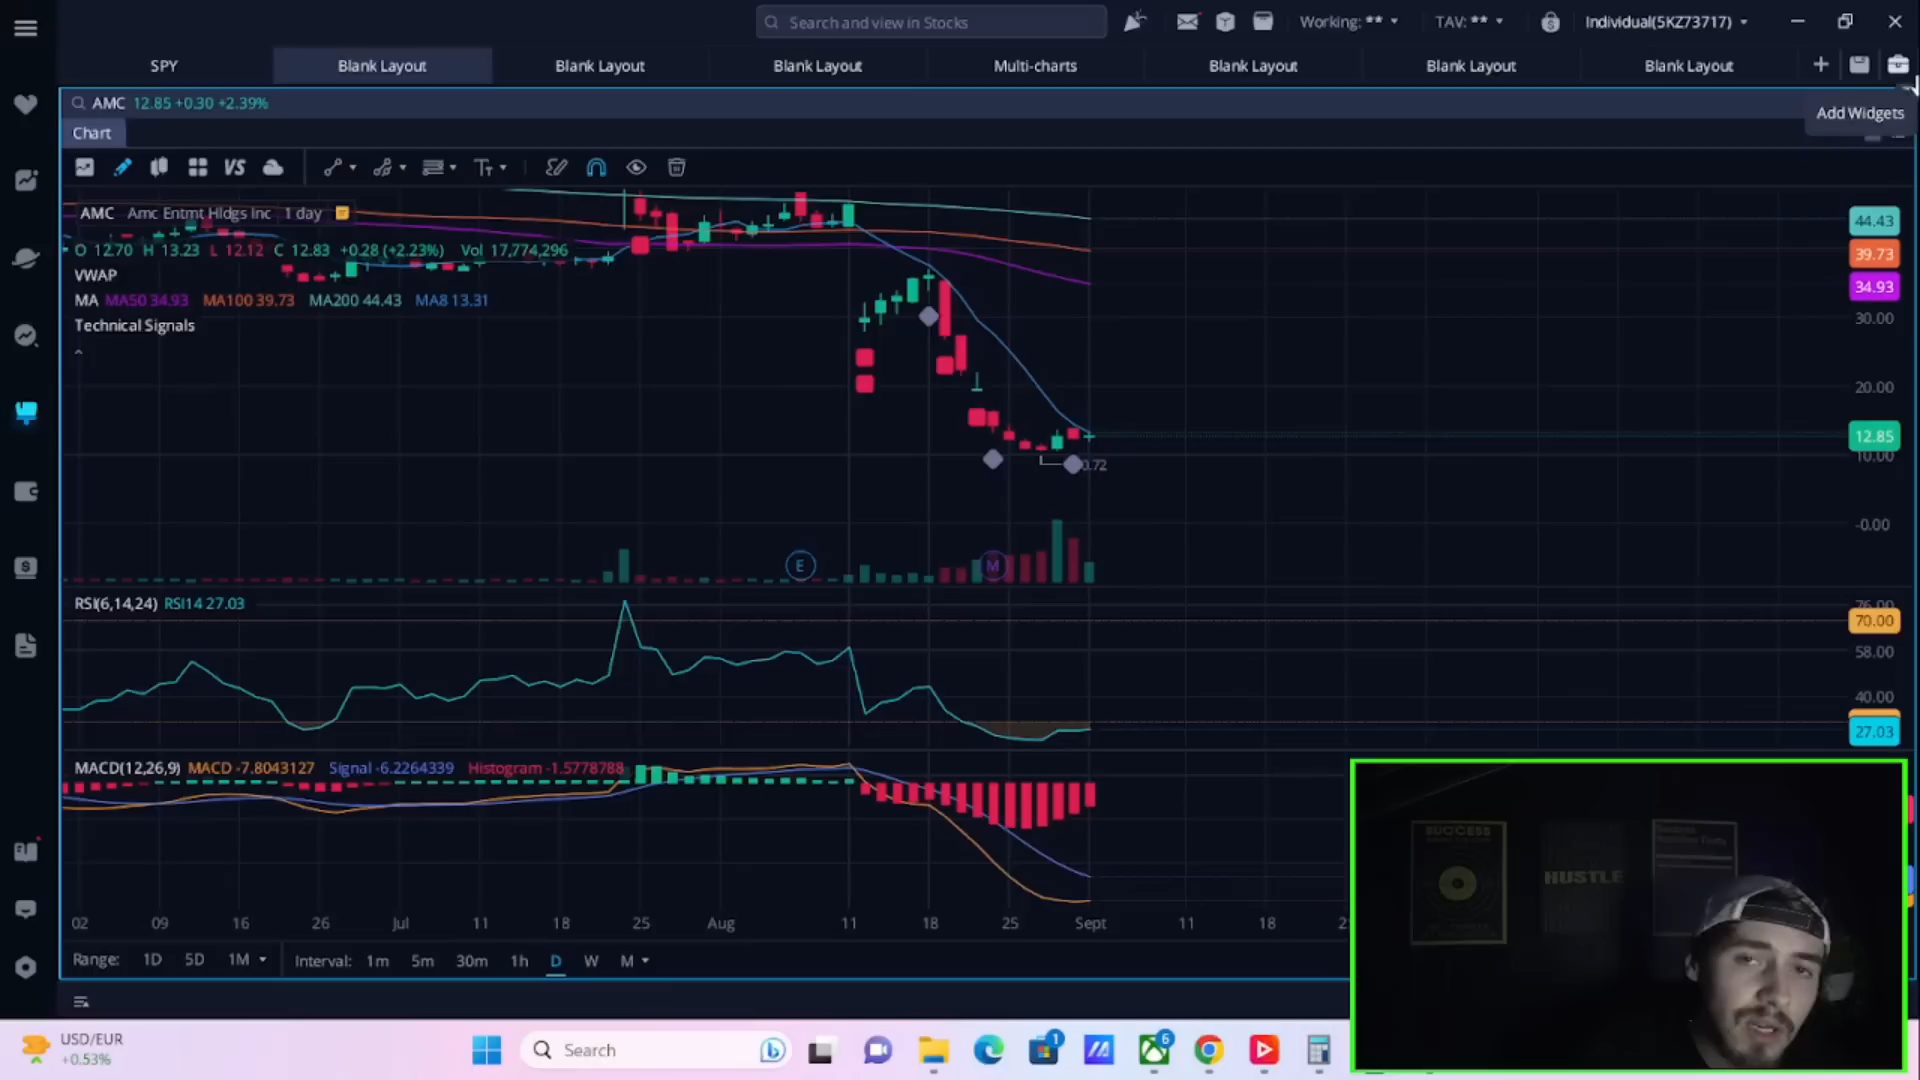 Search and view in Stocks
Working: **
TAV: **
Individual(5KZ73717)
SPY
Blank Layout
Blank Layout
Blank Layout
Multi-charts
Blank Layout
Blank Layout
Blank Layout
Add Widgets
AMC 12.85 +0.30 +2.39%
Chart
VS
AMC Amc Entmt Hldgs Inc 1 day
O 12.70 H 13.23 L 12.12 C 12.83 +0.28 (+2.23%) Vol 17,774,296
VWAP
MA MA50 34.93 MA100 39.73 MA200 44.43 MA8 13.31
Technical Signals
44.43
39.73
34.93
30.00
20.00
12.85
10.00
-0.00
0.72
E
M
RSI(6,14,24) RSI14 27.03
76.00
70.00
58.00
40.00
27.03
MACD(12,26,9) MACD -7.8043127 Signal -6.2264339 Histogram -1.5778788
02 09 16 26 Jul 11 18 25 Aug 11 18 25 Sept 11 18
Range: 1D 5D 1M Interval: 1m 5m 30m 1h D W M
SUCCESS
HUSTLE
USD/EUR
+0.53%
Search
1
6